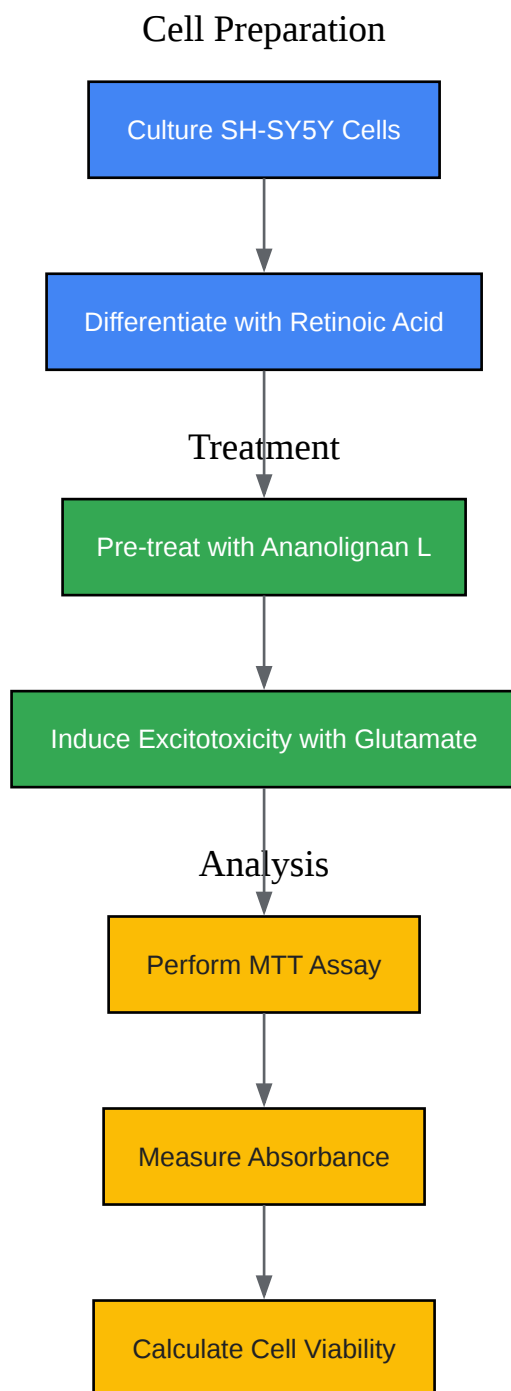 Cell Preparation
Culture SH-SY5Y Cells
Differentiate with Retinoic Acid
Treatment
Pre-treat with Ananolignan L
Induce Excitotoxicity with Glutamate
Analysis
Perform MTT Assay
Measure Absorbance
Calculate Cell Viability